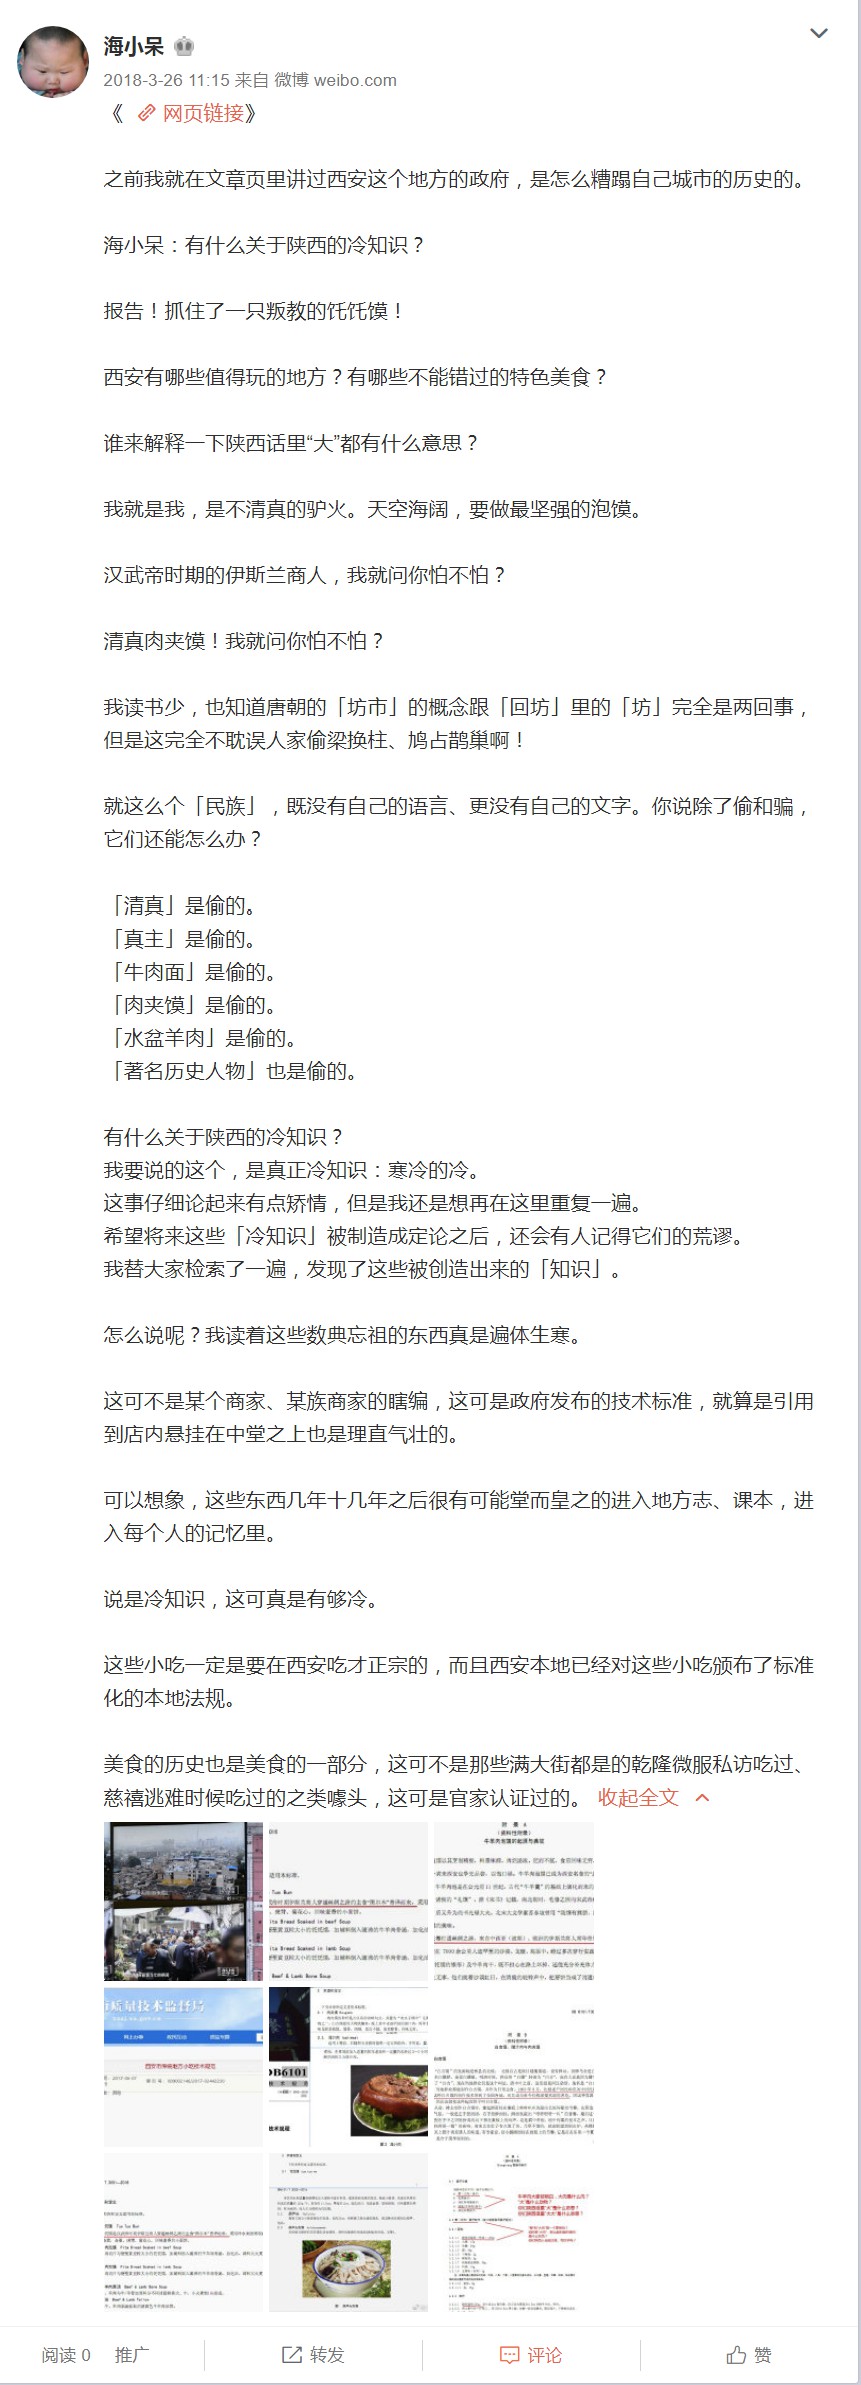 海小呆
2018-3-26 11:15 来自 微博 weibo.com
《 网页链接》
之前我就在文章页里讲过西安这个地方的政府，是怎么糟蹋自己城市的历史的。
海小呆：有什么关于陕西的冷知识？
报告！抓住了一只叛教的饦饦馍！
西安有哪些值得玩的地方？有哪些不能错过的特色美食？
谁来解释一下陕西话里“大”都有什么意思？
我就是我，是不清真的驴火。天空海阔，要做最坚强的泡馍。
汉武帝时期的伊斯兰商人，我就问你怕不怕？
清真肉夹馍！我就问你怕不怕？
我读书少，也知道唐朝的「坊市」的概念跟「回坊」里的「坊」完全是两回事，
但是这完全不耽误人家偷梁换柱、鸠占鹊巢啊！
就这么个「民族」，既没有自己的语言、更没有自己的文字。你说除了偷和骗，
它们还能怎么办？
「清真」是偷的。
「真主」是偷的。
「牛肉面」是偷的。
「肉夹馍」是偷的。
「水盆羊肉」是偷的。
「著名历史人物」也是偷的。
有什么关于陕西的冷知识？
我要说的这个，是真正冷知识：寒冷的冷。
这事仔细论起来有点矫情，但是我还是想再在这里重复一遍。
希望将来这些「冷知识」被制造成定论之后，还会有人记得它们的荒谬。
我替大家检索了一遍，发现了这些被创造出来的「知识」。
怎么说呢？我读着这些数典忘祖的东西真是遍体生寒。
这可不是某个商家、某族商家的瞎编，这可是政府发布的技术标准，就算是引用
到店内悬挂在中堂之上也是理直气壮的。
可以想象，这些东西几年十几年之后很有可能堂而皇之的进入地方志、课本，进
入每个人的记忆里。
说是冷知识，这可真是有够冷。
这些小吃一定是要在西安吃才正宗的，而且西安本地已经对这些小吃颁布了标准
化的本地法规。
美食的历史也是美食的一部分，这可不是那些满大街都是的乾隆微服私访吃过、
慈禧逃难时候吃过的之类噱头，这可是官家认证过的。 收起全文
质量技术监督局
DB6101
阅读 0 推广 转发 评论 赞